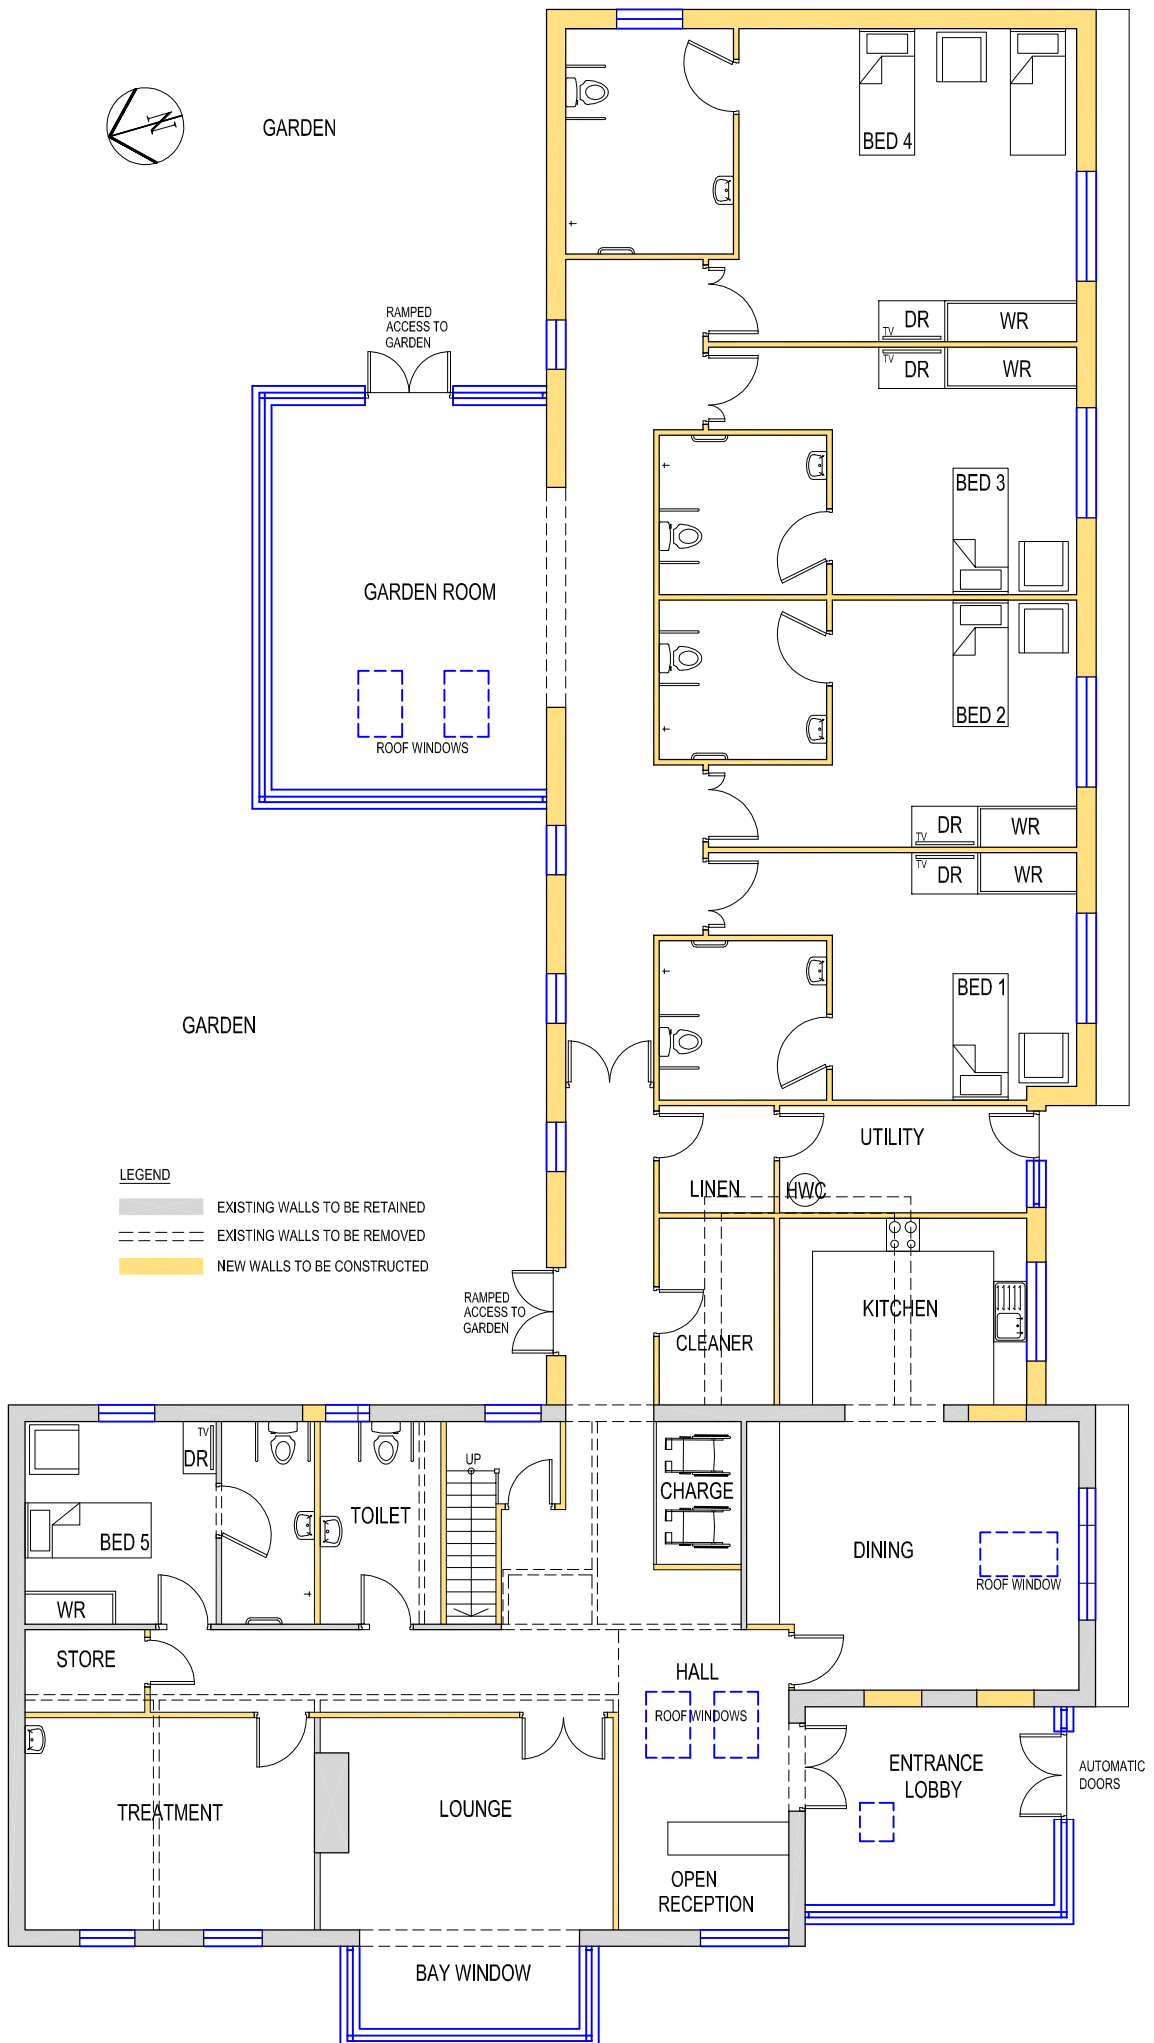 N
GARDEN
BED 4
RAMPED
ACCESS TO
GARDEN
TV
DR
WR
TV
DR
WR
BED 3
GARDEN ROOM
ROOF WINDOWS
BED 2
TV
DR
WR
TV
DR
WR
BED 1
GARDEN
UTILITY
LINEN
HWC
LEGEND
EXISTING WALLS TO BE RETAINED
EXISTING WALLS TO BE REMOVED
NEW WALLS TO BE CONSTRUCTED
RAMPED
ACCESS TO
GARDEN
KITCHEN
CLEANER
TV
DR
UP
CHARGE
TOILET
BED 5
DINING
ROOF WINDOW
WR
STORE
HALL
ROOF WINDOWS
ENTRANCE
LOBBY
AUTOMATIC
DOORS
TREATMENT
LOUNGE
OPEN
RECEPTION
BAY WINDOW